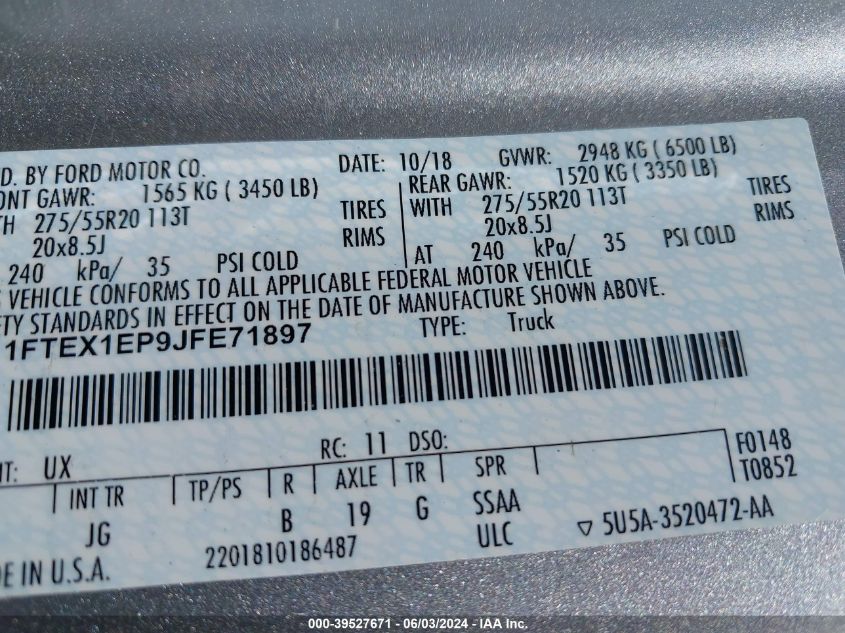 D. BY FORD MOTOR CO. DATE: 10/18 GVWR: 2948 KG ( 6500 LB)
ONT GAWR: 1565 KG ( 3450 LB) REAR GAWR: 1520 KG ( 3350 LB)
TH 275/55R20 113T TIRES WITH 275/55R20 113T TIRES
20x8.5J RIMS 20x8.5J RIMS
240 kPa/ 35 PSI COLD AT 240 kPa/ 35 PSI COLD
S VEHICLE CONFORMS TO ALL APPLICABLE FEDERAL MOTOR VEHICLE
FTY STANDARDS IN EFFECT ON THE DATE OF MANUFACTURE SHOWN ABOVE.
1FTEX1EP9JFE71897 TYPE: Truck
RC: 11 DSO: F0148
NT: UX T0852
INT TR TP/PS R AXLE TR SPR
JG B 19 G SSAA
DE IN U.S.A. 2201810186487 ULC ▽ 5U5A-3520472-AA
000-39527671 / 06/03/2024 - IAA Inc.